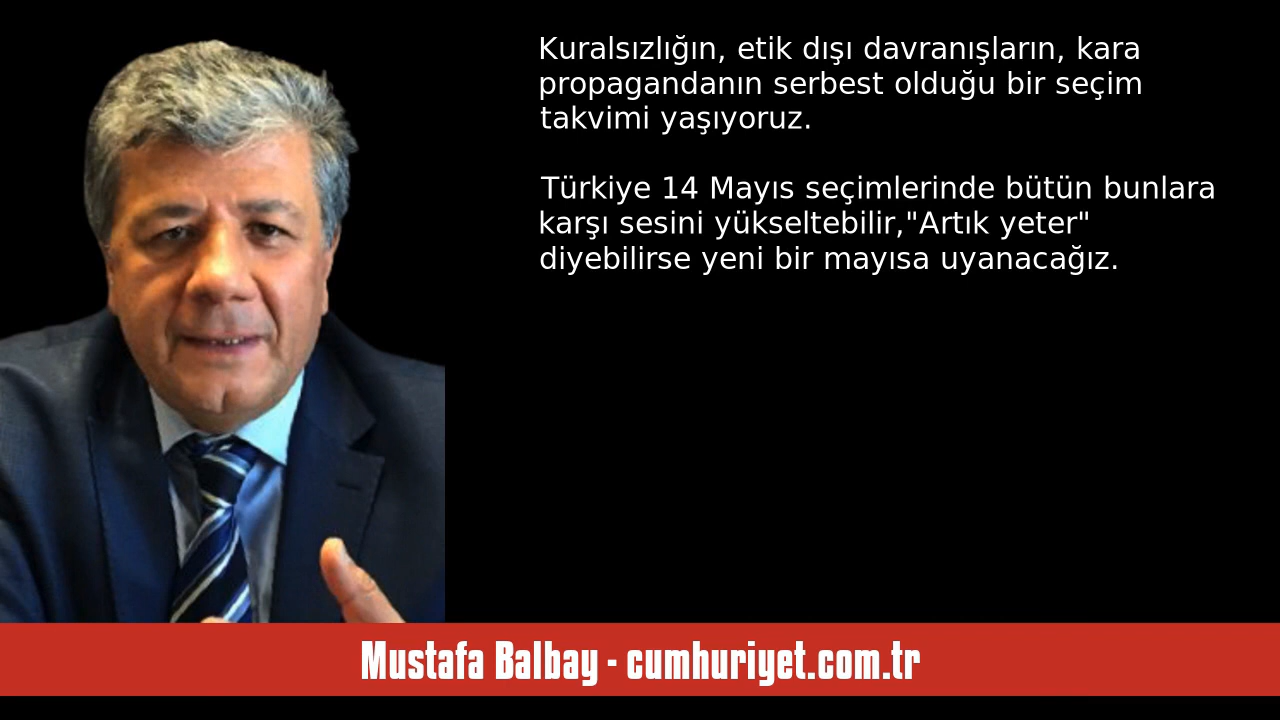 Kuralsızlığın, etik dışı davranışların, kara
propagandanın serbest olduğu bir seçim
takvimi yaşıyoruz.
Türkiye 14 Mayıs seçimlerinde bütün bunlara
karşı sesini yükseltebilir,"Artık yeter"
diyebilirse yeni bir mayısa uyanacağız.
Mustafa Balbay - cumhuriyet.com.tr